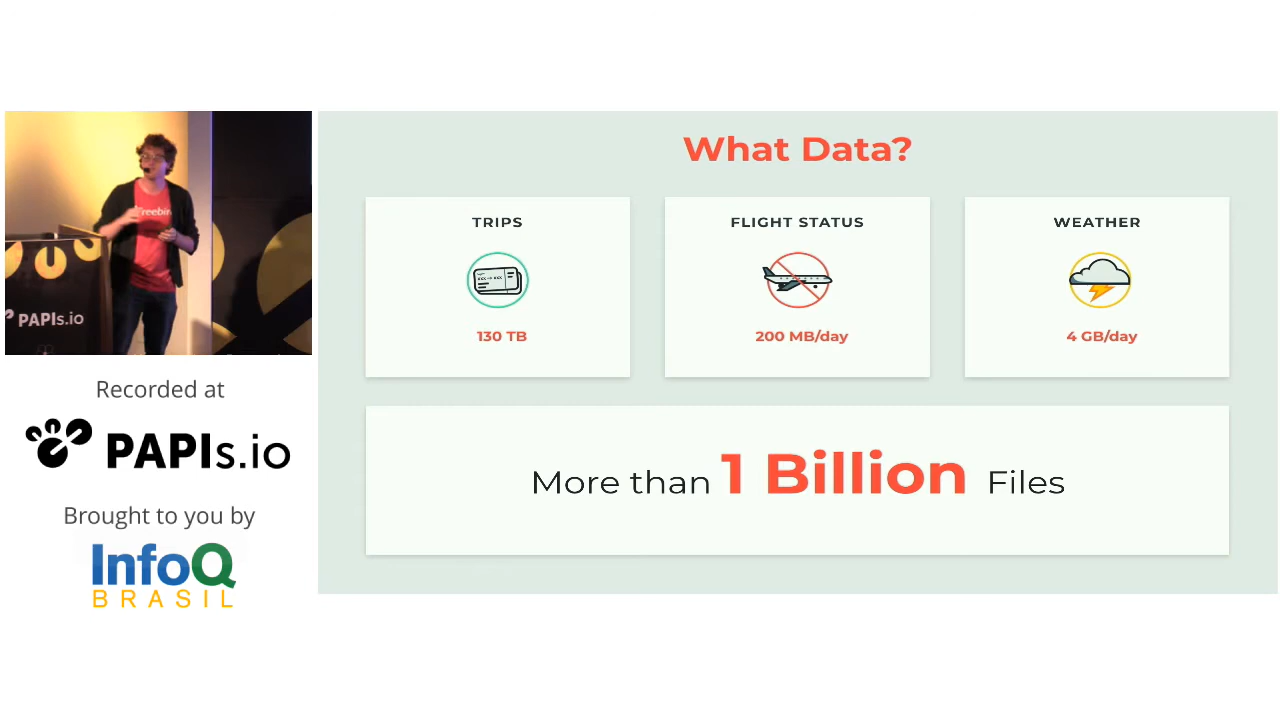 What Data?
TRIPS
130 TB
FLIGHT STATUS
200 MB/day
WEATHER
4 GB/day
More than 1 Billion Files
Freebird
PAPIs.io
Recorded at
PAPIs.io
Brought to you by
InfoQ
BRASIL